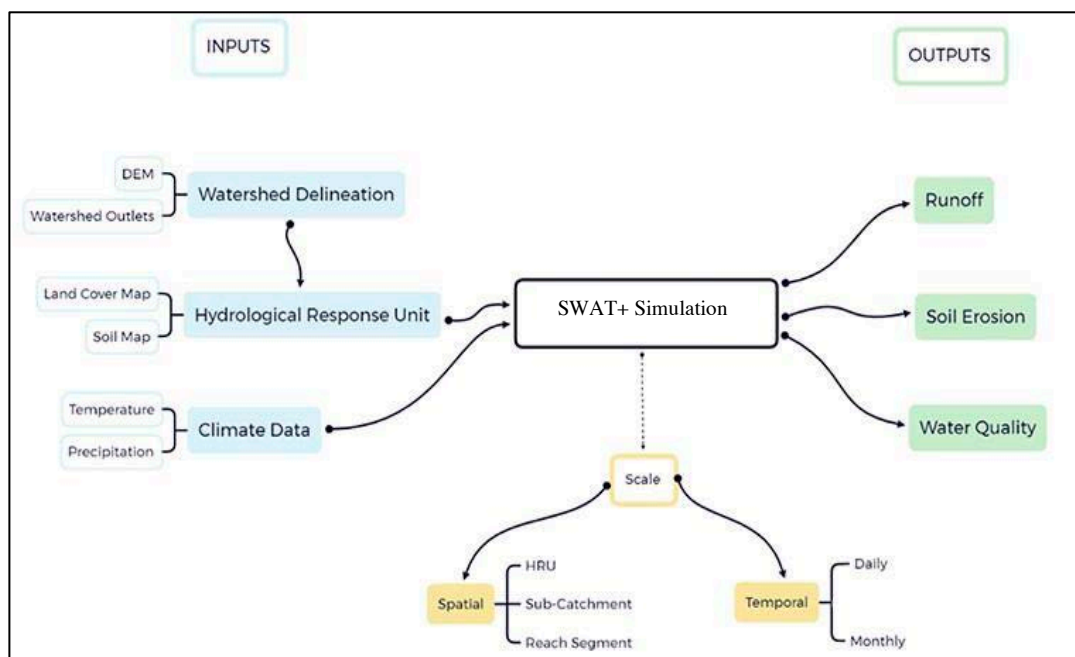 INPUTS
OUTPUTS
DEM
Watershed Outlets
Watershed Delineation
Land Cover Map
Soil Map
Hydrological Response Unit
Temperature
Precipitation
Climate Data
SWAT+ Simulation
Runoff
Soil Erosion
Water Quality
Scale
Spatial
HRU
Sub-Catchment
Reach Segment
Temporal
Daily
Monthly